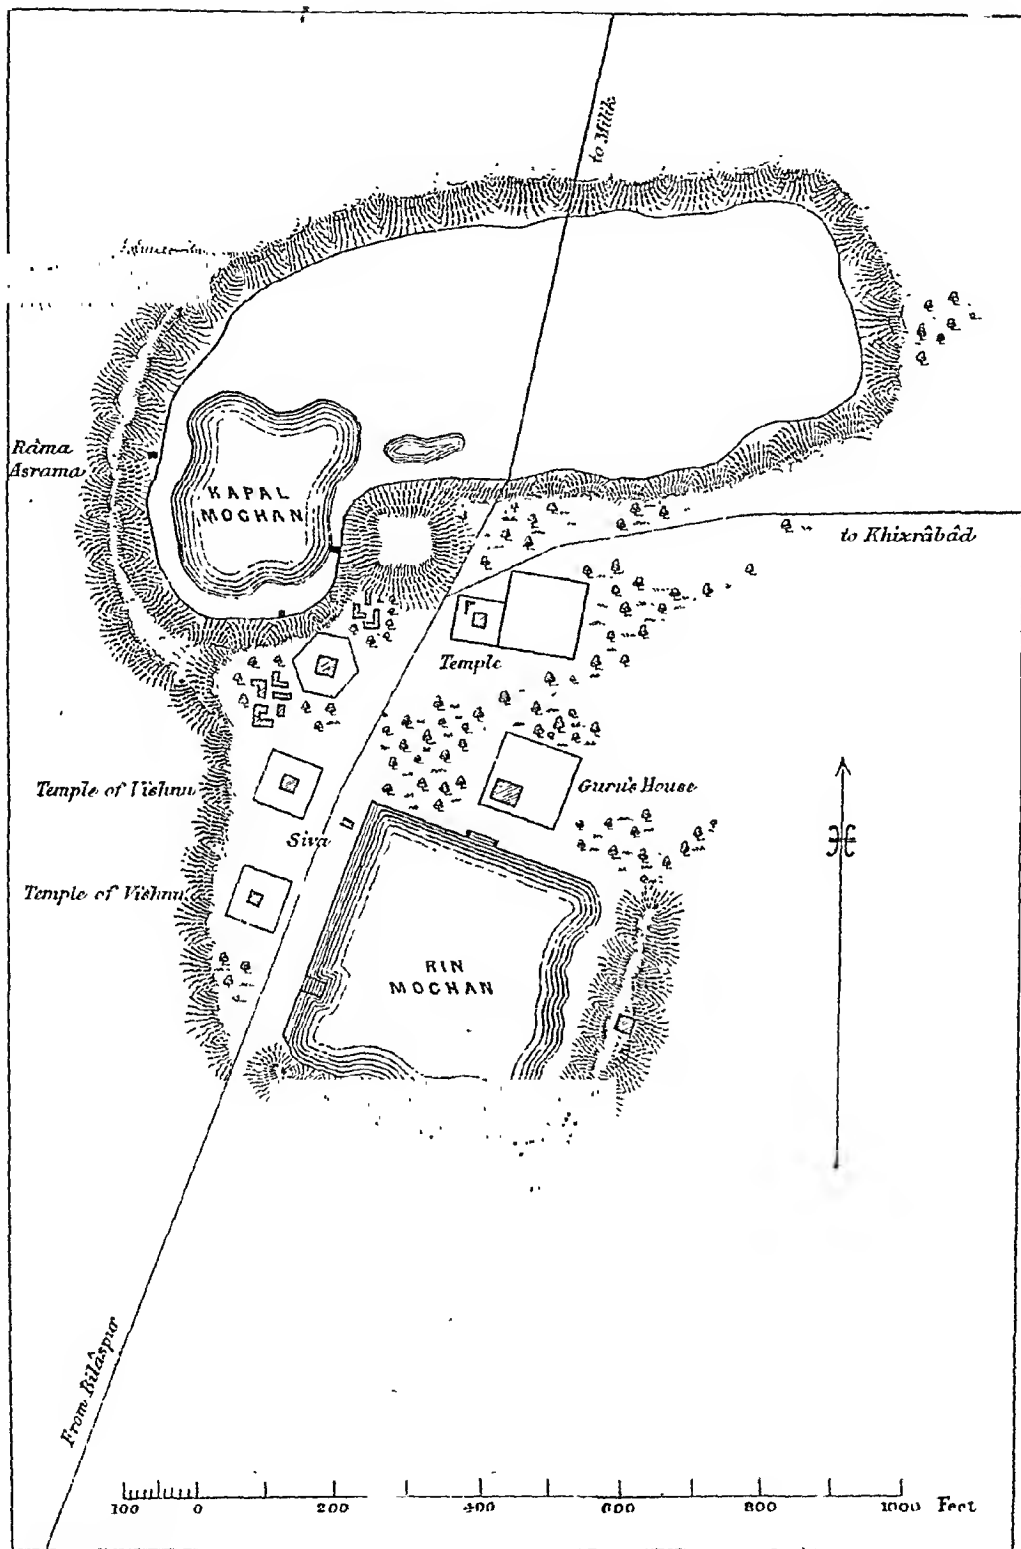 to Milik
Râma
Asrama
KAPAL
MOCHAN
to Khizrâbâd
Temple
Temple of Vishnu
Guru's House
Siva
Temple of Vishnu
RIN
MOCHAN
From Bilâspur
100 0 200 400 600 800 1000 Feet